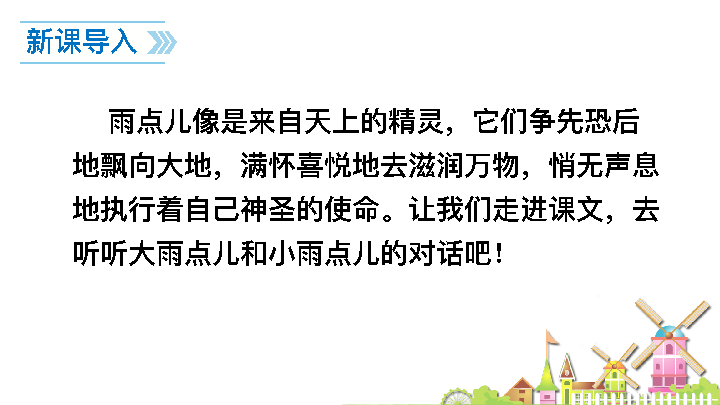 新课导入
雨点儿像是来自天上的精灵，它们争先恐后
地飘向大地，满怀喜悦地去滋润万物，悄无声息
地执行着自己神圣的使命。让我们走进课文，去
听听大雨点儿和小雨点儿的对话吧！